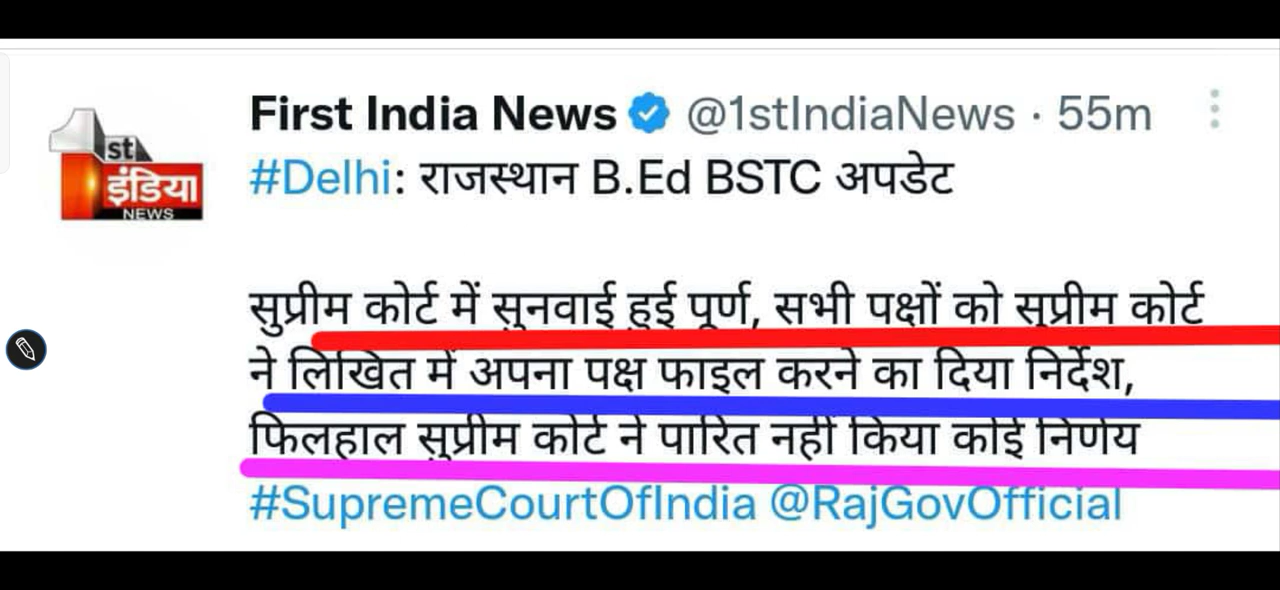 First India News @1stIndiaNews · 55m
1st
इंडिया
NEWS
#Delhi: राजस्थान B.Ed BSTC अपडेट
सुप्रीम कोर्ट में सुनवाई हुई पूर्ण, सभी पक्षों को सुप्रीम कोर्ट
ने लिखित में अपना पक्ष फाइल करने का दिया निर्देश,
फिलहाल सुप्रीम कोर्ट ने पारित नहीं किया कोई निर्णय
#SupremeCourtOfIndia @RajGovOfficial